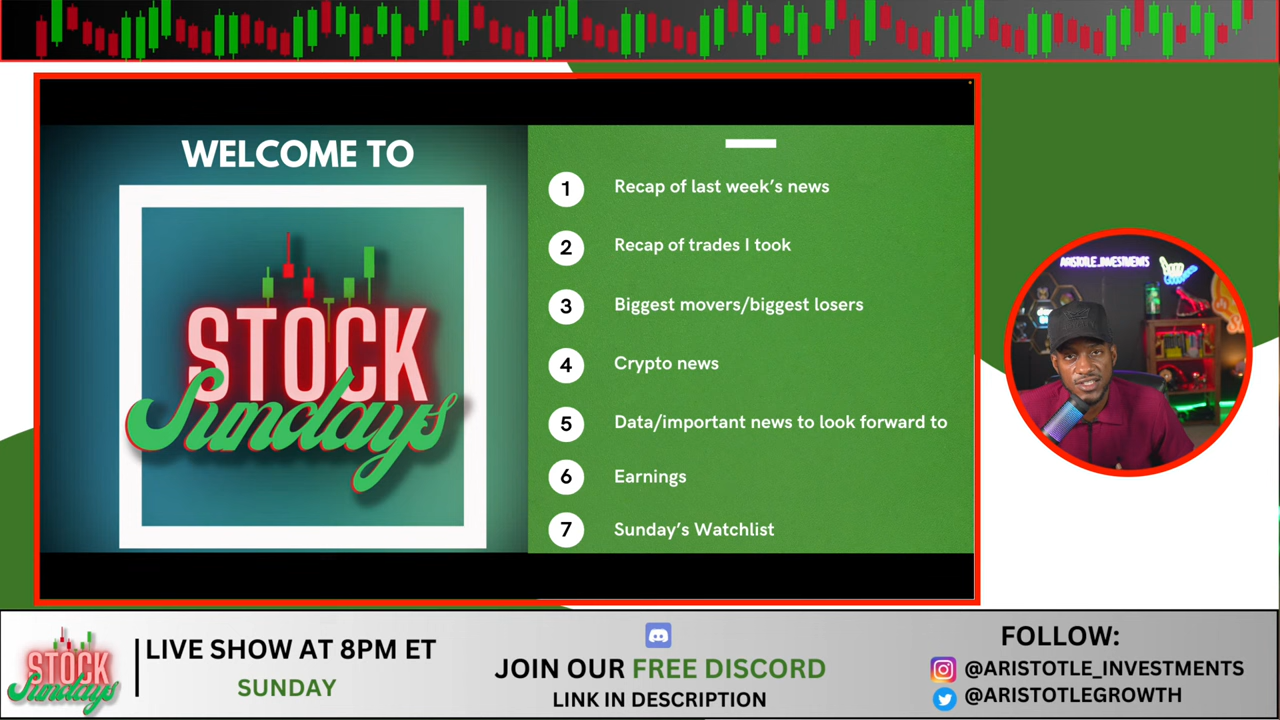 WELCOME TO
STOCK
Sundays
1 Recap of last week’s news
2 Recap of trades I took
3 Biggest movers/biggest losers
4 Crypto news
5 Data/important news to look forward to
6 Earnings
7 Sunday’s Watchlist
ARISTOTLE_INVESTMENTS
STOCK
Sundays
LIVE SHOW AT 8PM ET
SUNDAY
JOIN OUR FREE DISCORD
LINK IN DESCRIPTION
FOLLOW:
@ARISTOTLE_INVESTMENTS
@ARISTOTLEGROWTH